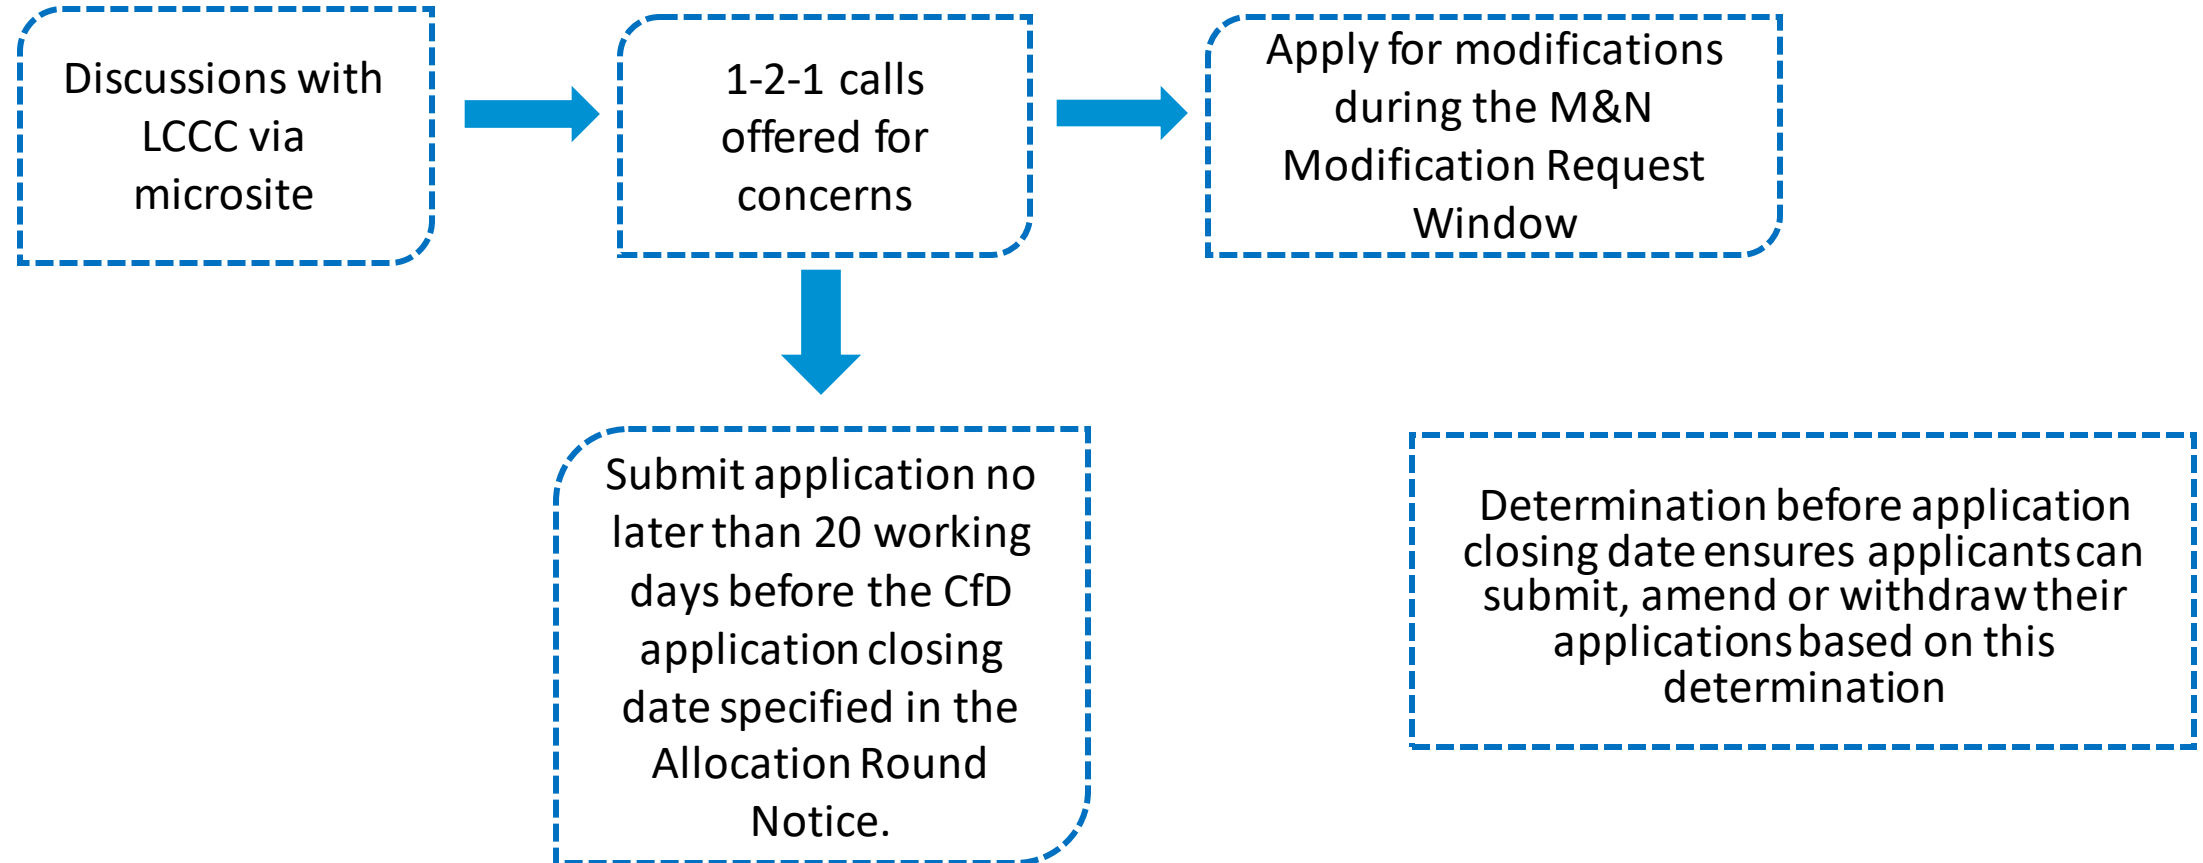 Discussions with
LCCC via
microsite
1-2-1 calls
offered for
concerns
Apply for modifications
during the M&N
Modification Request
Window
Submit application no
later than 20 working
days before the CfD
application closing
date specified in the
Allocation Round
Notice.
Determination before application
closing date ensures applicants can
submit, amend or withdraw their
applications based on this
determination